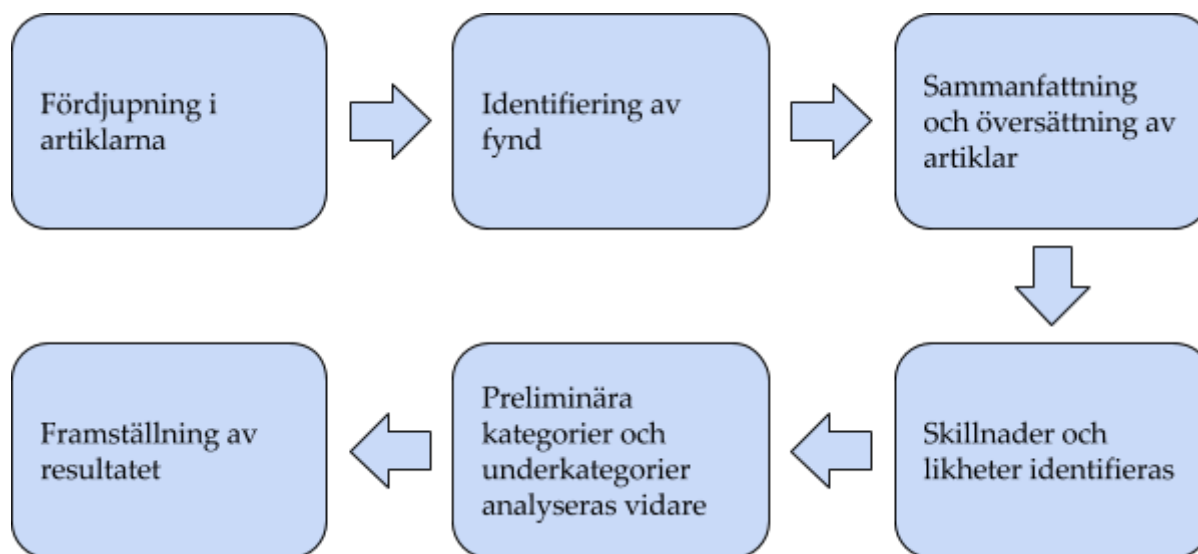 Fördjupning i
artiklarna
Identifiering av
fynd
Sammanfattning
och översättning av
artiklar
Skillnader och
likheter identifieras
Preliminära
kategorier och
underkategorier
analyseras vidare
Framställning av
resultatet